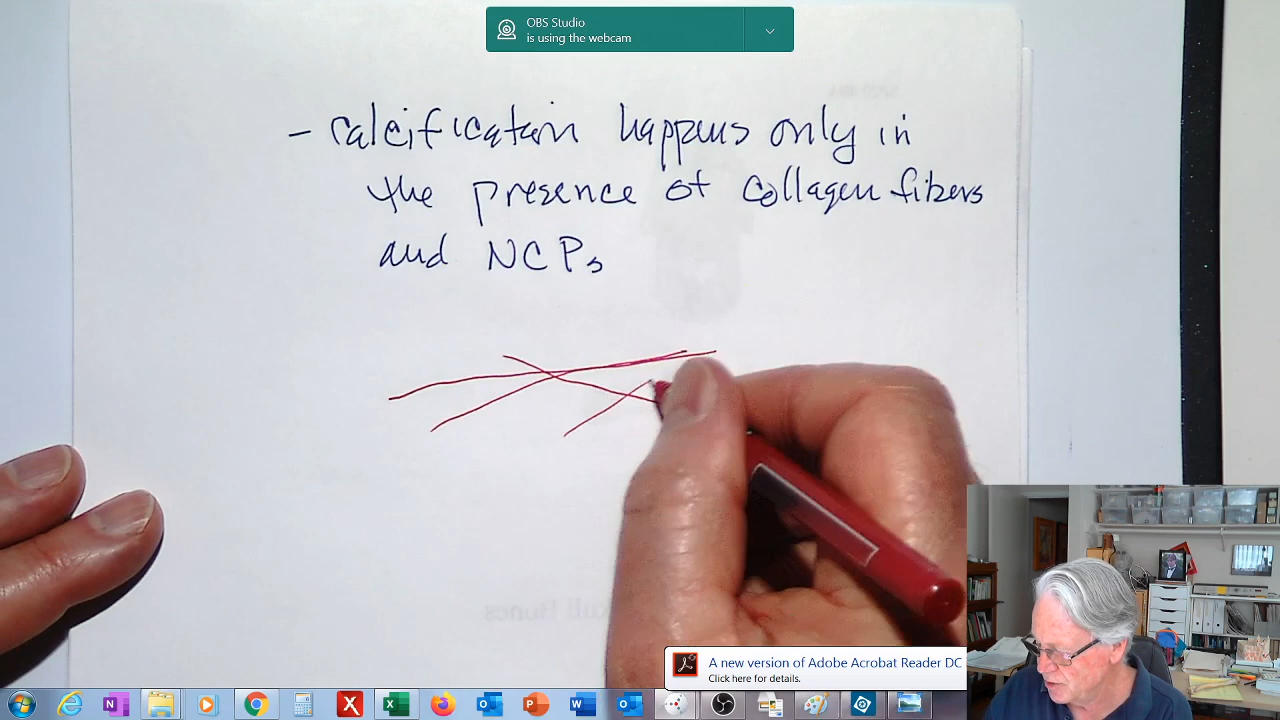 OBS Studio
is using the webcam
- calcification happens only in
the presence of collagen fibers
and NCPs
A new version of Adobe Acrobat Reader DC
Click here for details.